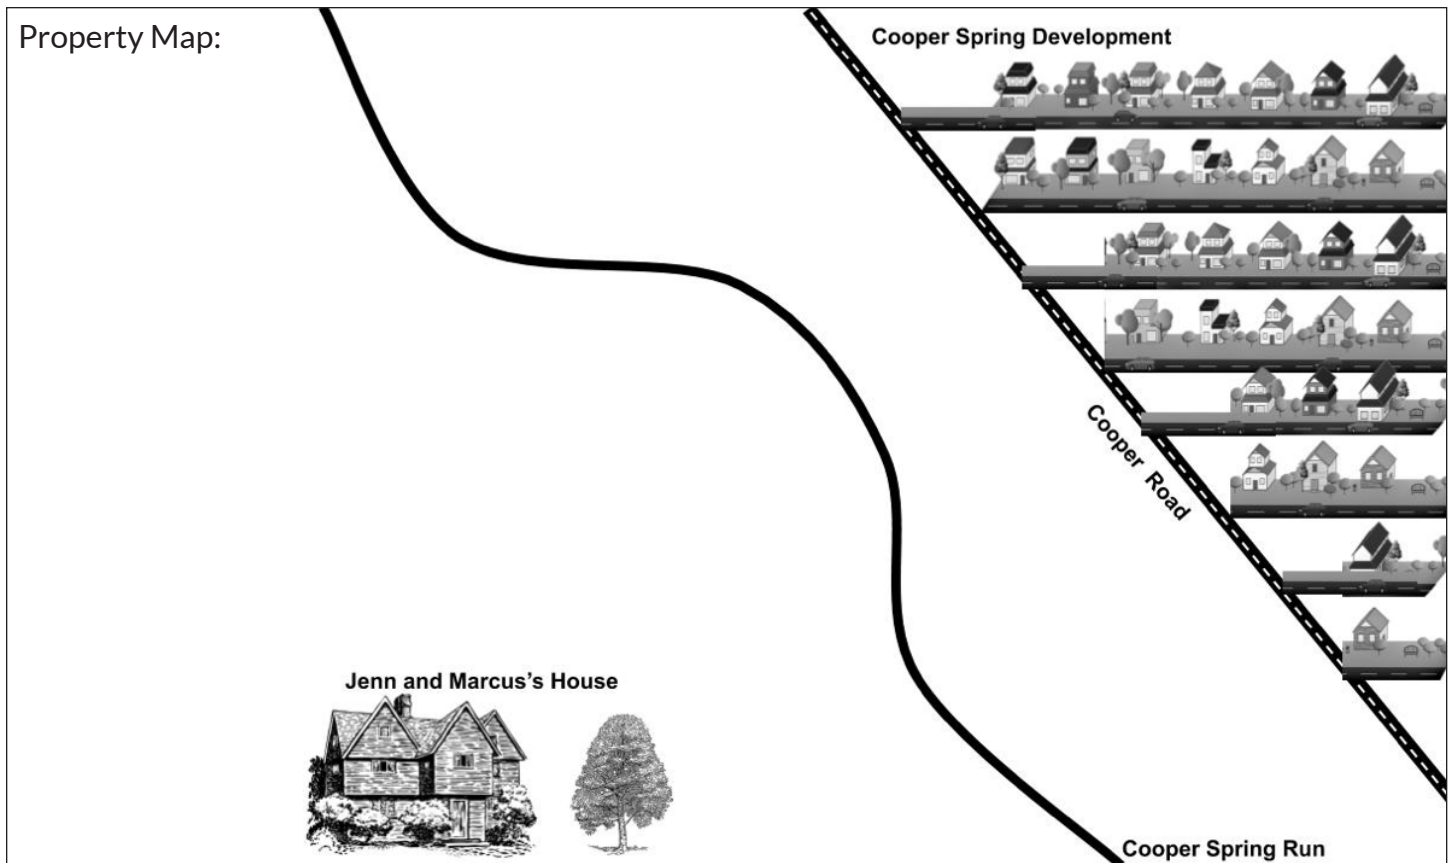 Property Map:
Cooper Spring Development
Cooper Road
Jenn and Marcus’s House
Cooper Spring Run